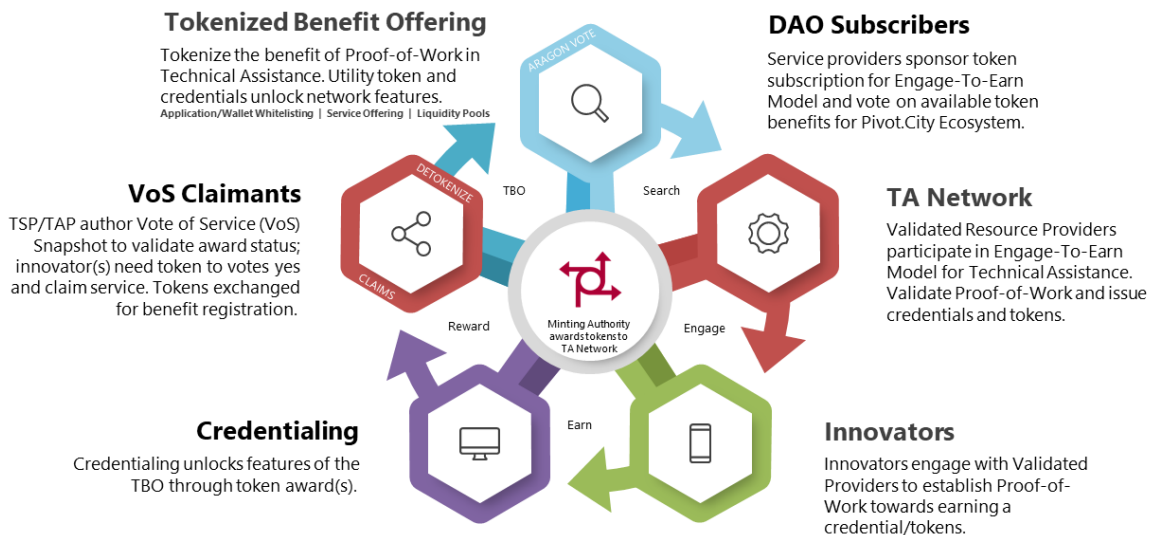 Tokenized Benefit Offering
Tokenize the benefit of Proof-of-Work in
Technical Assistance. Utility token and
credentials unlock network features.
Application/Wallet Whitelisting | Service Offering | Liquidity Pools
ARAGON VOTE
DAO Subscribers
Service providers sponsor token
subscription for Engage-To-Earn
Model and vote on available token
benefits for Pivot.City Ecosystem.
TBO
Search
DETOKENIZE
CLAIMS
VoS Claimants
TSP/TAP author Vote of Service (VoS)
Snapshot to validate award status;
innovator(s) need token to votes yes
and claim service. Tokens exchanged
for benefit registration.
TA Network
Validated Resource Providers
participate in Engage-To-Earn
Model for Technical Assistance.
Validate Proof-of-Work and issue
credentials and tokens.
Minting Authority
awards tokens to
TA Network
Reward
Engage
Earn
Credentialing
Credentialing unlocks features of the
TBO through token award(s).
Innovators
Innovators engage with Validated
Providers to establish Proof-of-
Work towards earning a
credential/tokens.